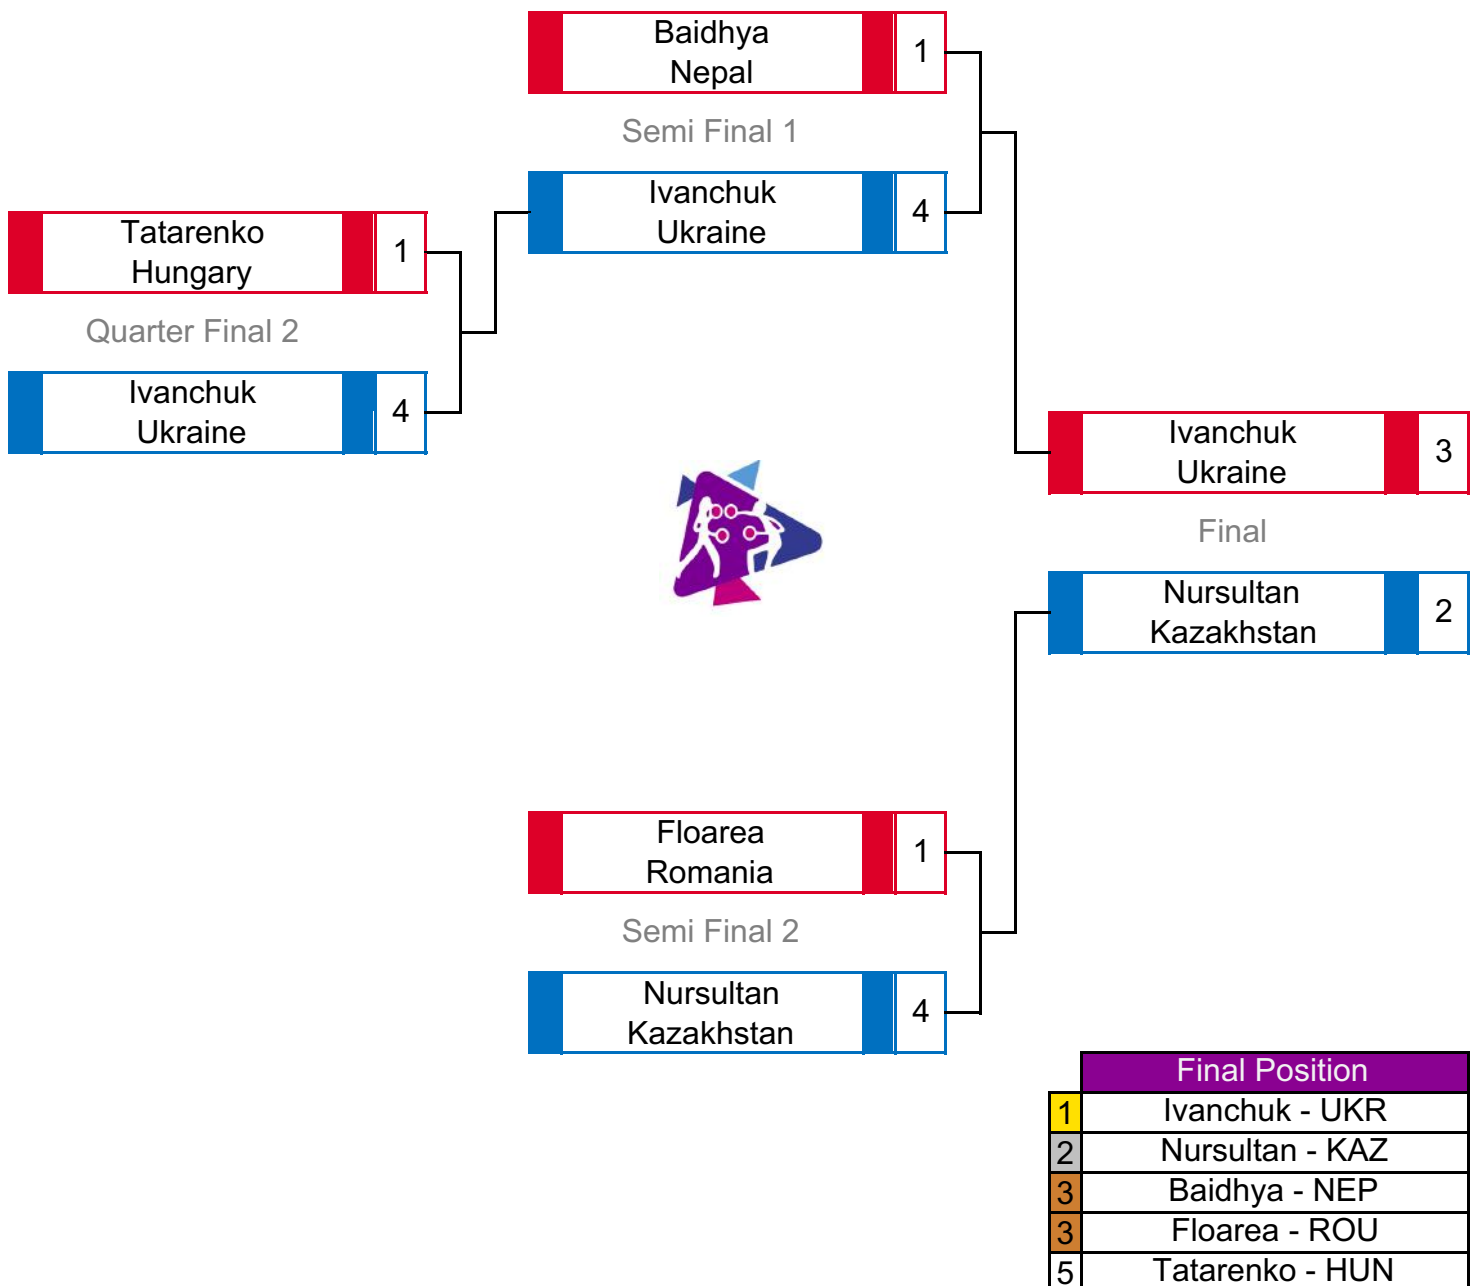 Baidhya
Nepal
1
Semi Final 1
Ivanchuk
Ukraine
4
Tatarenko
Hungary
1
Quarter Final 2
Ivanchuk
Ukraine
4
Ivanchuk
Ukraine
3
Final
Nursultan
Kazakhstan
2
Floarea
Romania
1
Semi Final 2
Nursultan
Kazakhstan
4
Final Position
1 Ivanchuk - UKR
2 Nursultan - KAZ
3 Baidhya - NEP
3 Floarea - ROU
5 Tatarenko - HUN